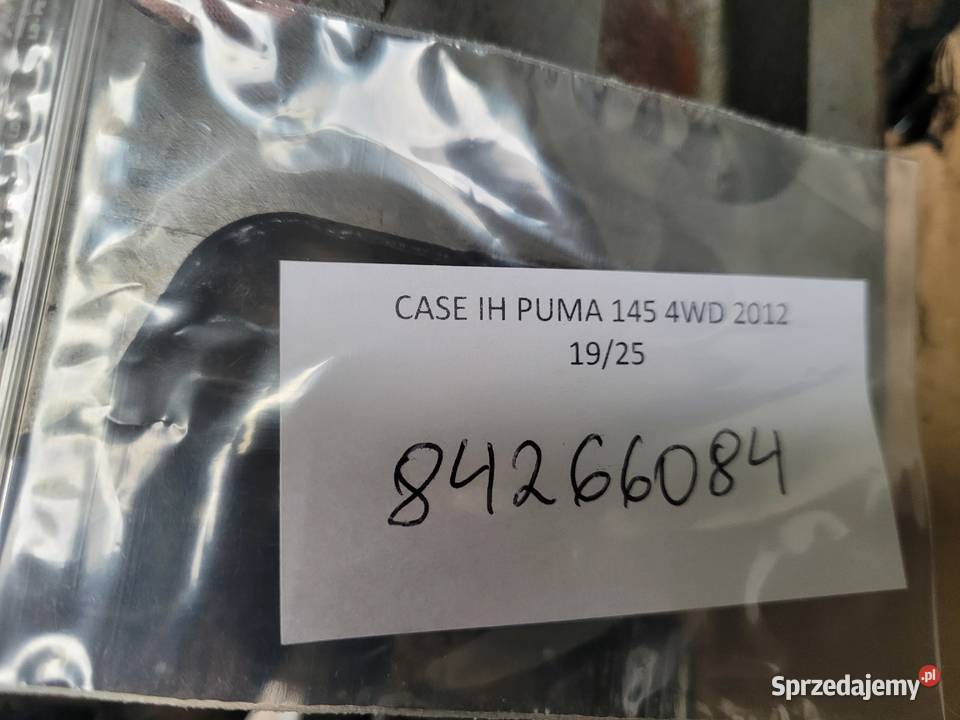 CASE IH PUMA 145 4WD 2012
19/25
84266084
Sprzedajemy.pl